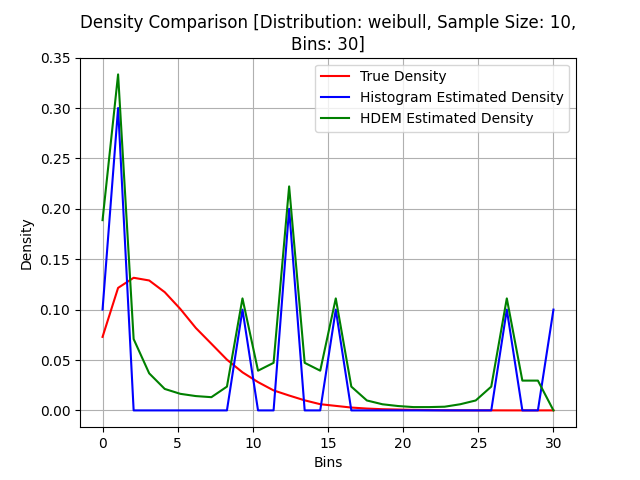 Density Comparison [Distribution: weibull, Sample Size: 10,
Bins: 30]
True Density
Histogram Estimated Density
HDEM Estimated Density
Density
0.35
0.30
0.25
0.20
0.15
0.10
0.05
0.00
0 5 10 15 20 25 30
Bins